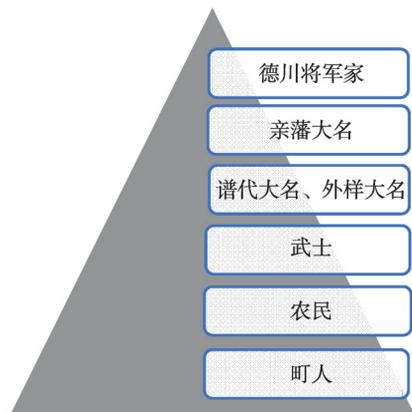 德川将军家
亲藩大名
谱代大名、外样大名
武士
农民
町人